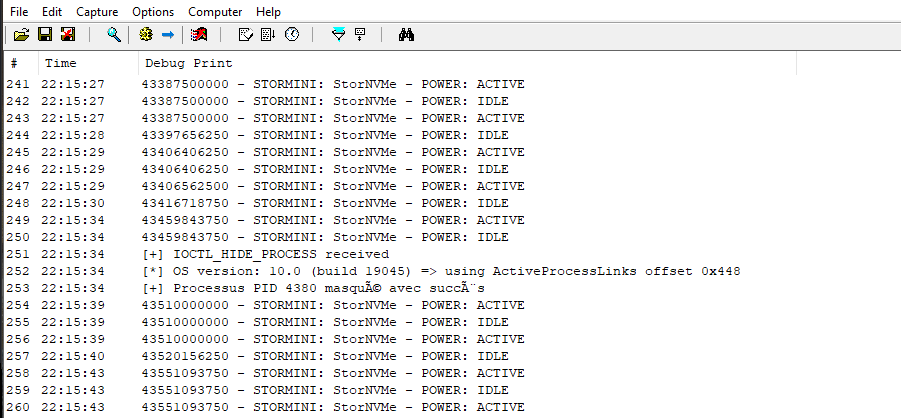 File Edit Capture Options Computer Help
# Time Debug Print
241 22:15:27 43387500000 - STORMINI: StorNVMe - POWER: ACTIVE
242 22:15:27 43387500000 - STORMINI: StorNVMe - POWER: IDLE
243 22:15:27 43387500000 - STORMINI: StorNVMe - POWER: ACTIVE
244 22:15:28 43397656250 - STORMINI: StorNVMe - POWER: IDLE
245 22:15:29 43406406250 - STORMINI: StorNVMe - POWER: ACTIVE
246 22:15:29 43406406250 - STORMINI: StorNVMe - POWER: IDLE
247 22:15:29 43406562500 - STORMINI: StorNVMe - POWER: ACTIVE
248 22:15:30 43416718750 - STORMINI: StorNVMe - POWER: IDLE
249 22:15:34 43459843750 - STORMINI: StorNVMe - POWER: ACTIVE
250 22:15:34 43459843750 - STORMINI: StorNVMe - POWER: IDLE
251 22:15:34 [+] IOCTL_HIDE_PROCESS received
252 22:15:34 [*] OS version: 10.0 (build 19045) => using ActiveProcessLinks offset 0x448
253 22:15:34 [+] Processus PID 4380 masquÃ© avec succÃ¨s
254 22:15:39 43510000000 - STORMINI: StorNVMe - POWER: ACTIVE
255 22:15:39 43510000000 - STORMINI: StorNVMe - POWER: IDLE
256 22:15:39 43510000000 - STORMINI: StorNVMe - POWER: ACTIVE
257 22:15:40 43520156250 - STORMINI: StorNVMe - POWER: IDLE
258 22:15:43 43551093750 - STORMINI: StorNVMe - POWER: ACTIVE
259 22:15:43 43551093750 - STORMINI: StorNVMe - POWER: IDLE
260 22:15:43 43551093750 - STORMINI: StorNVMe - POWER: ACTIVE